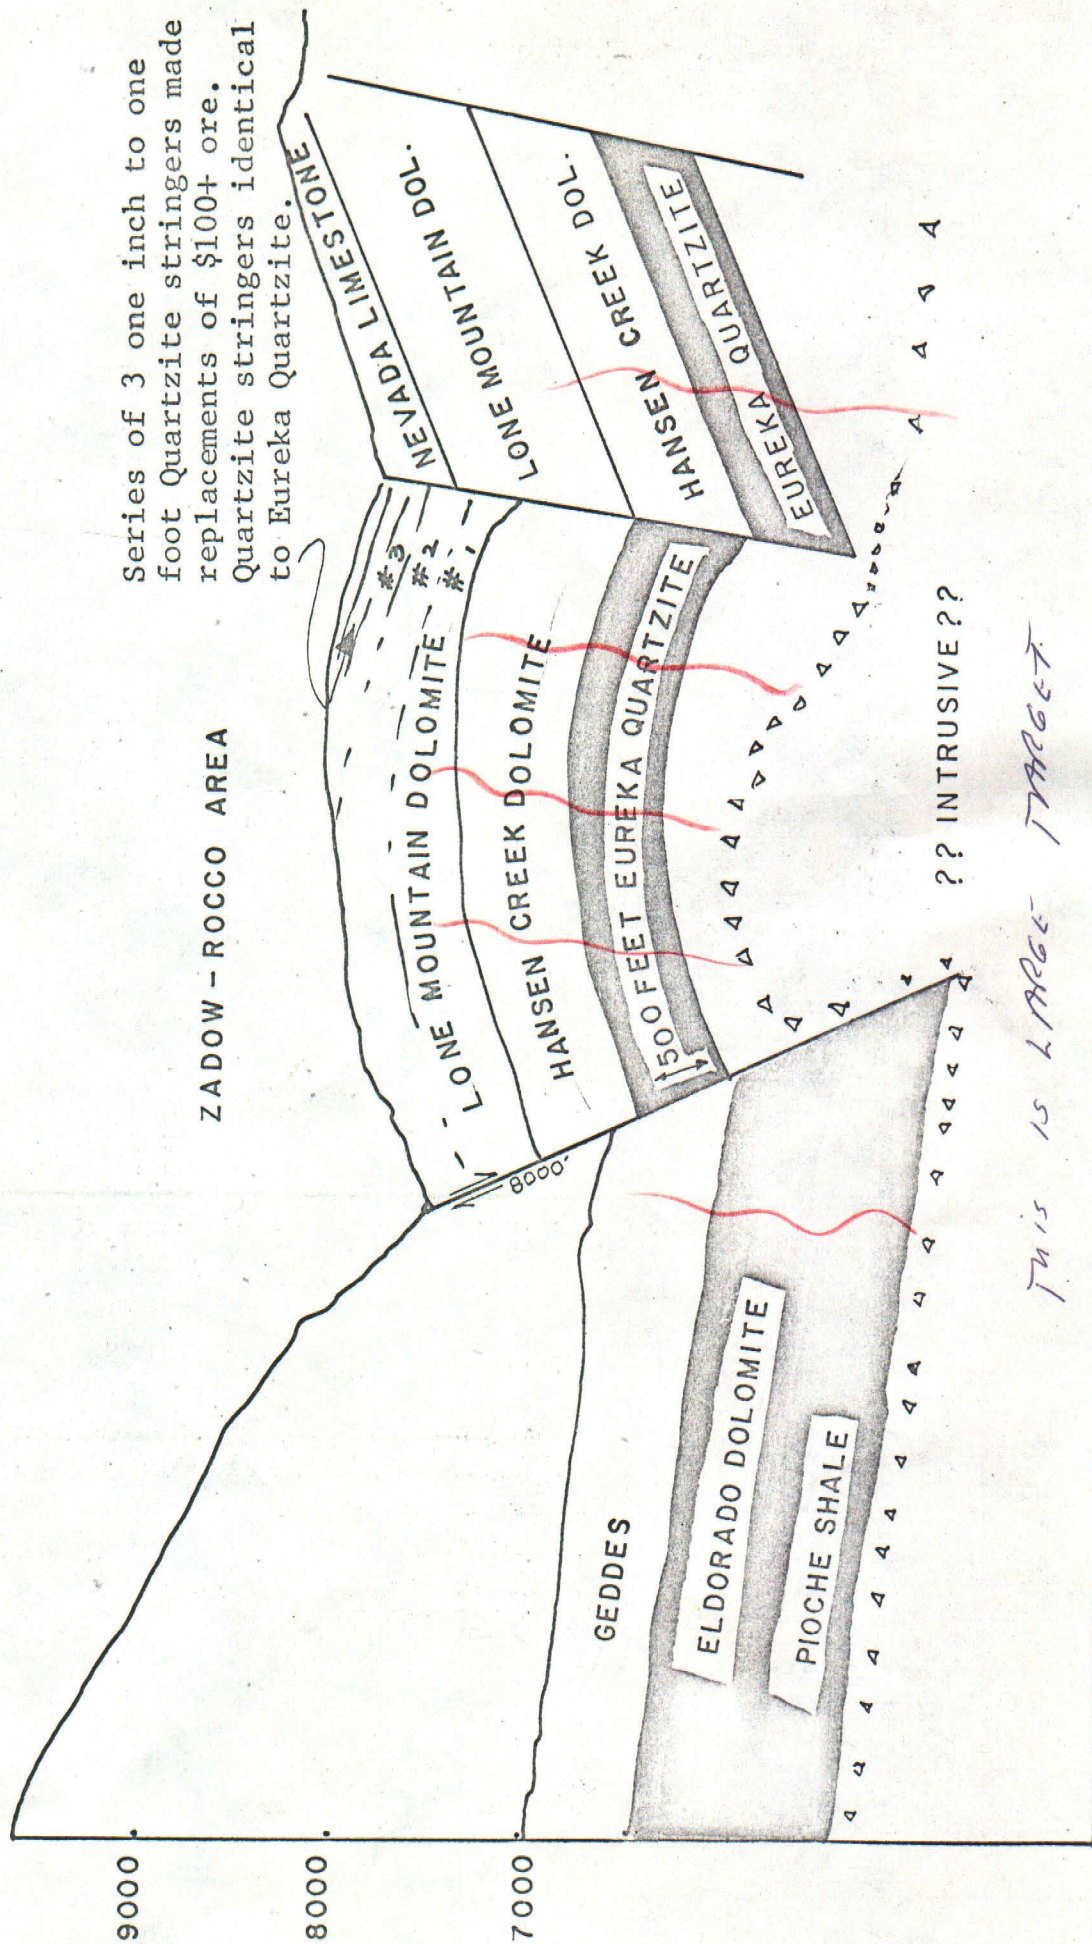 Series of 3 one inch to one
foot Quartzite stringers made
replacements of $100+ ore.
Quartzite stringers identical
to Eureka Quartzite.
ZADOW-ROCCO AREA
9000
8000
7000
NEVADA LIMESTONE
LONE MOUNTAIN DOL.
HANSEN CREEK DOL.
EUREKA QUARTZITE
#3
#2
#1
LONE MOUNTAIN DOLOMITE
HANSEN CREEK DOLOMITE
500 FEET EUREKA QUARTZITE
8000'
GEDDES
ELDORADO DOLOMITE
PIOCHE SHALE
?? INTRUSIVE ??
THIS IS LARGE TARGET